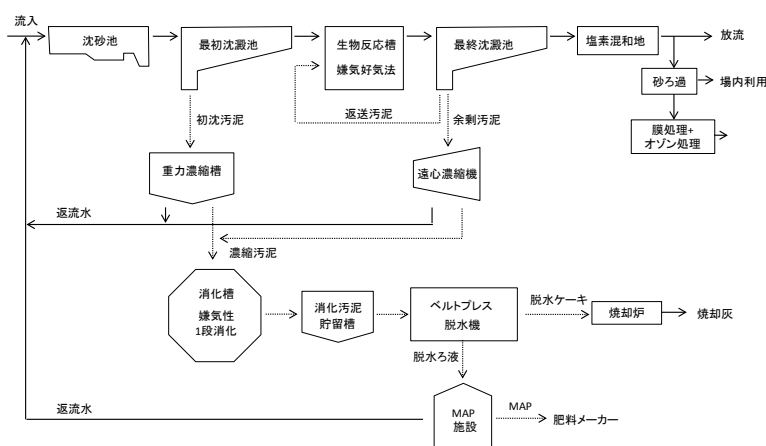 流入
沈砂池
最初沈澱池
生物反応槽
嫌気好気法
最終沈澱池
塩素混和地
放流
砂ろ過
場内利用
膜処理+
オゾン処理
返送汚泥
初沈汚泥
余剰汚泥
重力濃縮槽
遠心濃縮機
返流水
濃縮汚泥
消化槽
嫌気性
1段消化
消化汚泥
貯留槽
ベルトプレス
脱水機
脱水ケーキ
焼却炉
焼却灰
脱水ろ液
返流水
MAP
施設
MAP
肥料メーカー